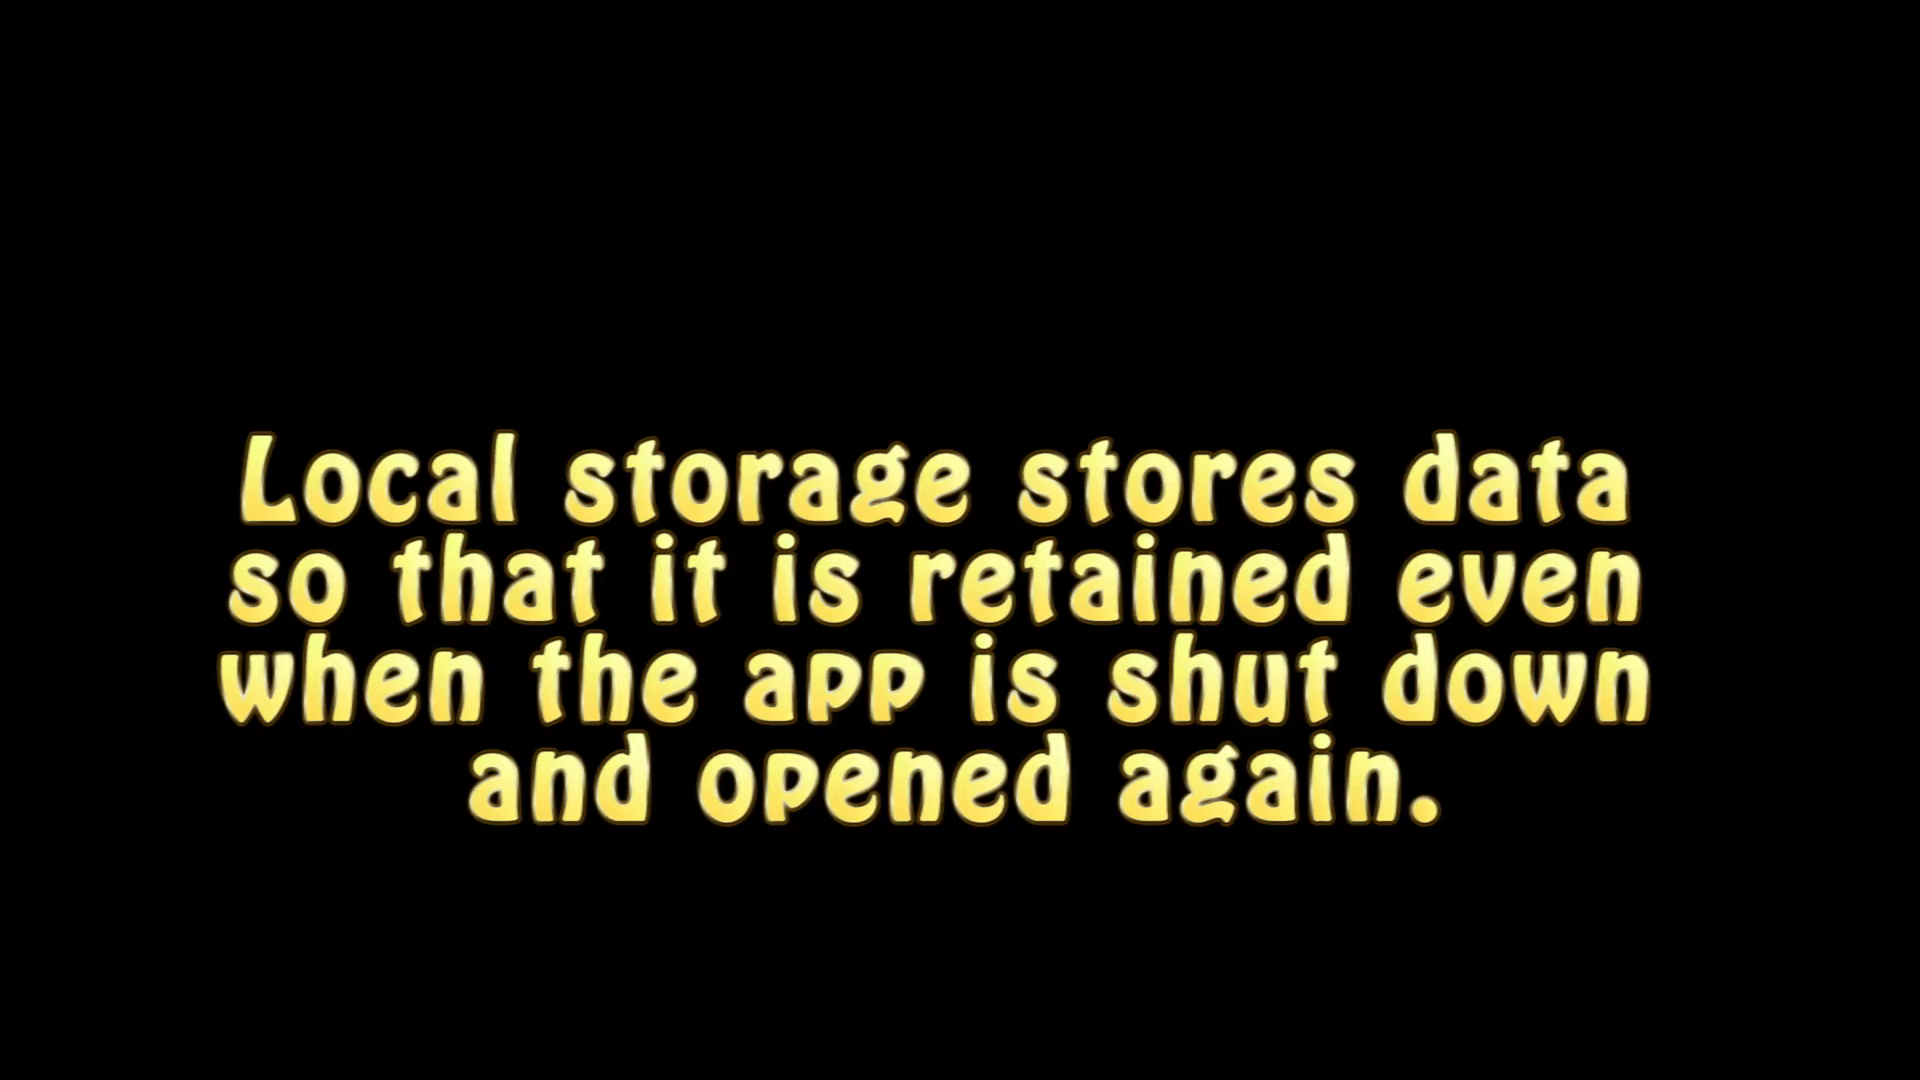 Local storage stores data
so that it is retained even
when the app is shut down
and opened again.